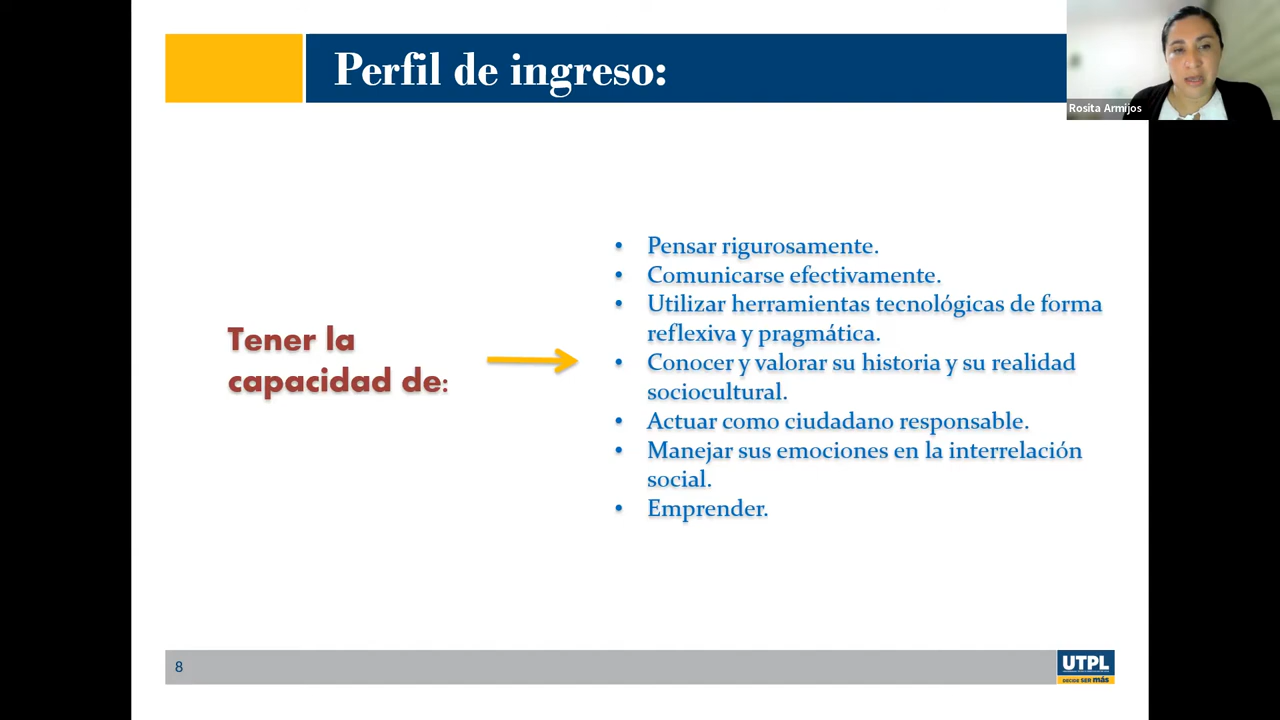 Perfil de ingreso:
Rosita Armijos
Tener la
capacidad de:
• Pensar rigurosamente.
• Comunicarse efectivamente.
• Utilizar herramientas tecnológicas de forma
reflexiva y pragmática.
• Conocer y valorar su historia y su realidad
sociocultural.
• Actuar como ciudadano responsable.
• Manejar sus emociones en la interrelación
social.
• Emprender.
8
UTPL
DECIDE SER más